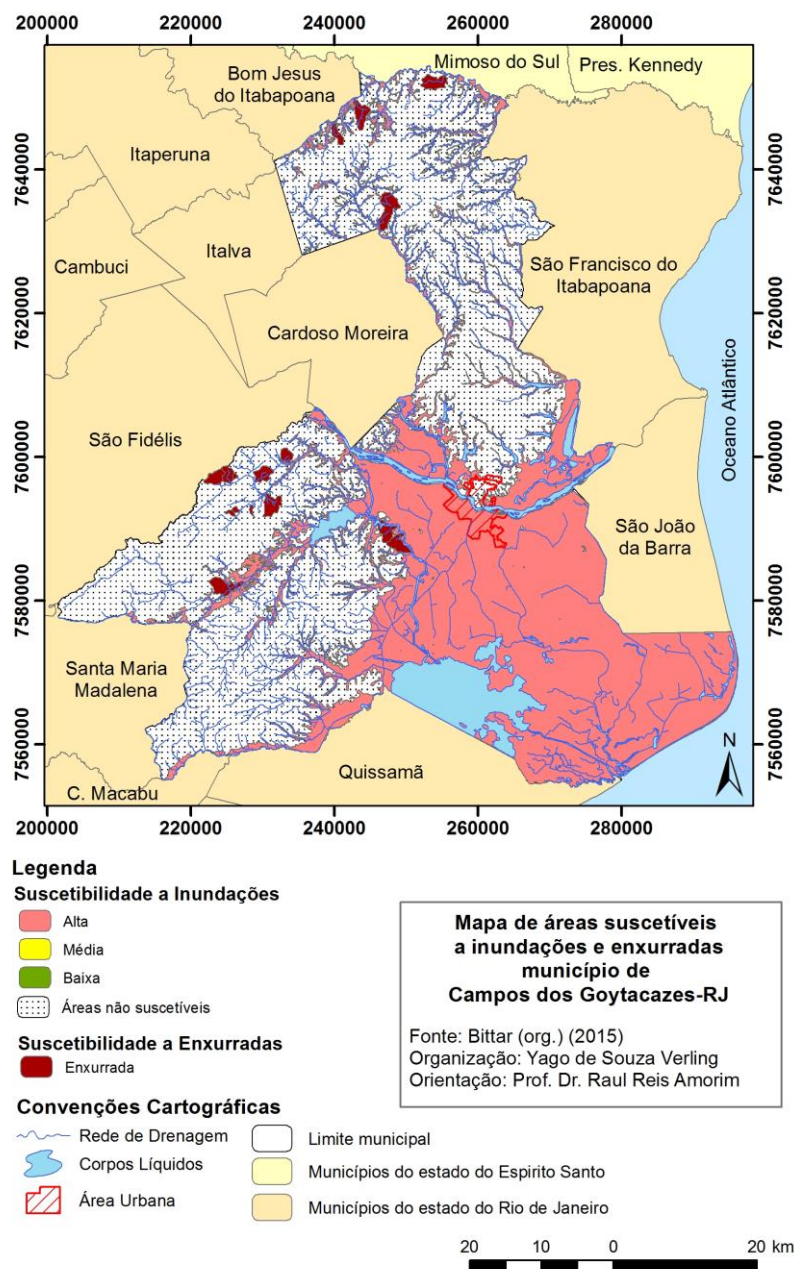 200000 220000 240000 260000 280000
Mimoso do Sul
Pres. Kennedy
Bom Jesus
do Itabapoana
Itaperuna
7640000
7640000
Italva
Cambuci
São Francisco do
Itabapoana
7620000
7620000
Cardoso Moreira
Oceano Atlântico
São Fidélis
7600000
7600000
São João
da Barra
7580000
7580000
Santa Maria
Madalena
7560000
7560000
N
Quissamã
C. Macabu
200000 220000 240000 260000 280000
Legenda
Suscetibilidade a Inundações
Alta
Média
Baixa
Áreas não suscetíveis
Suscetibilidade a Enxurradas
Enxurrada
Convenções Cartográficas
Rede de Drenagem
Corpos Líquidos
Área Urbana
Limite municipal
Municípios do estado do Espirito Santo
Municípios do estado do Rio de Janeiro
Mapa de áreas suscetíveis
a inundações e enxurradas
município de
Campos dos Goytacazes-RJ
Fonte: Bittar (org.) (2015)
Organização: Yago de Souza Verling
Orientação: Prof. Dr. Raul Reis Amorim
20 10 0 20 km